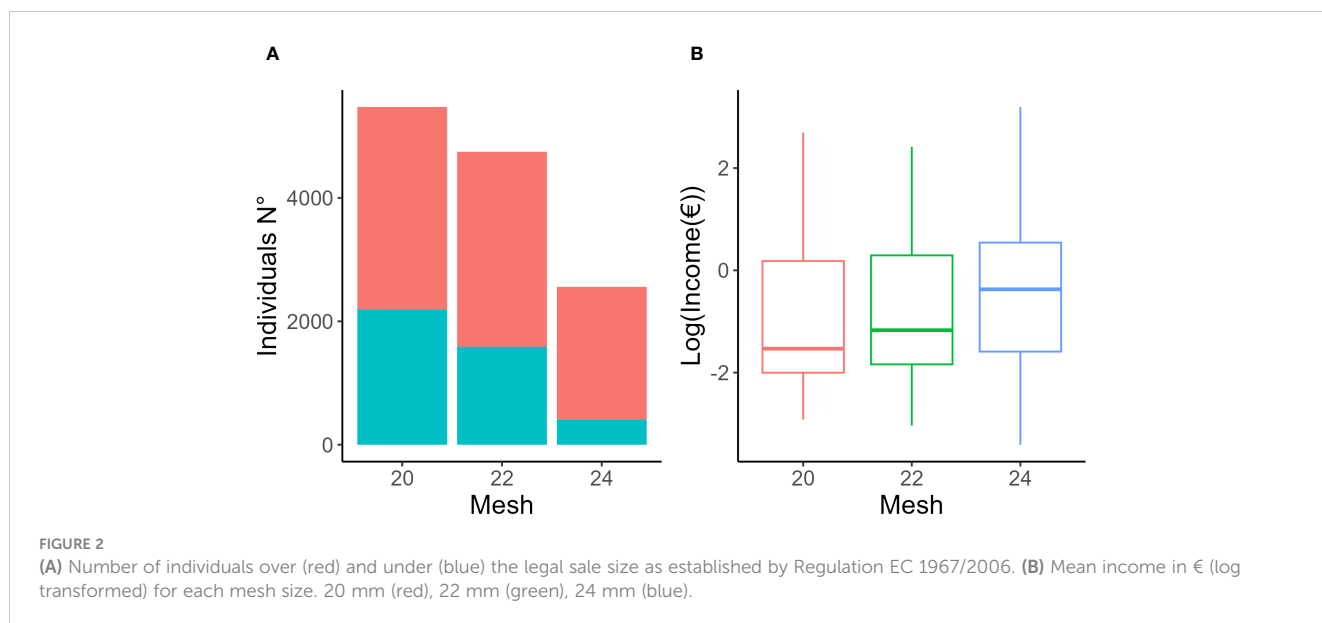 A
B
Individuals N°
4000
2000
0
20
22
24
Mesh
Log(Income(€))
2
0
-2
20
22
24
Mesh
FIGURE 2
(A) Number of individuals over (red) and under (blue) the legal sale size as established by Regulation EC 1967/2006. (B) Mean income in € (log
transformed) for each mesh size. 20 mm (red), 22 mm (green), 24 mm (blue).